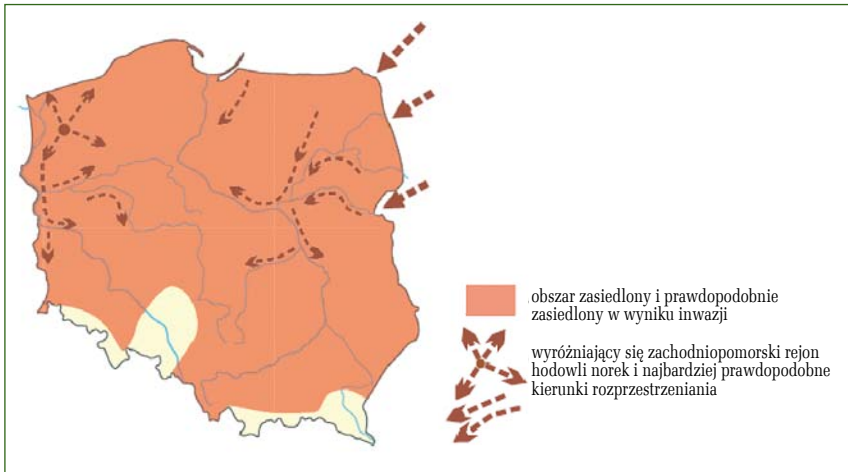 obszar zasiedlony i prawdopodobnie
zasiedlony w wyniku inwazji
wyróżniający się zachodniopomorski rejon
hodowli norek i najbardziej prawdopodobne
kierunki rozprzestrzeniania